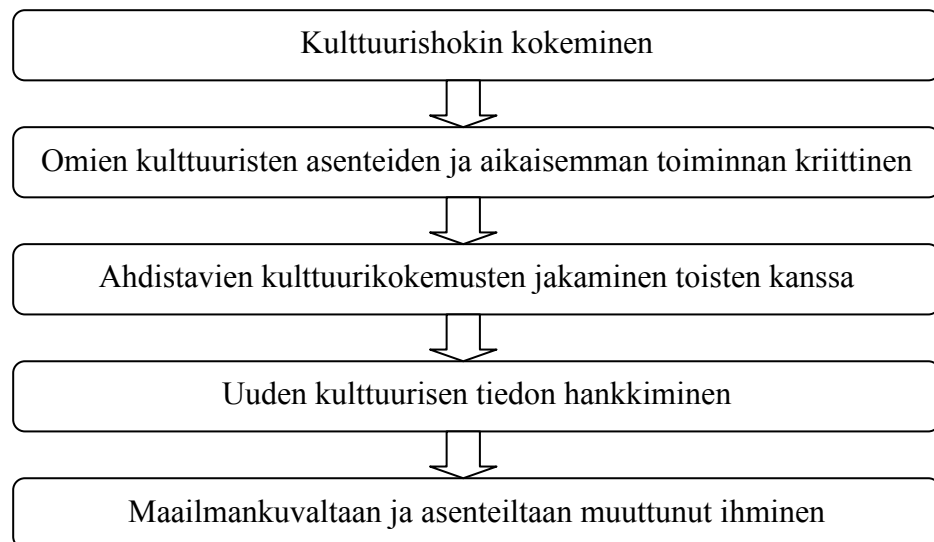 Kulttuurishokin kokeminen
Omien kulttuuristen asenteiden ja aikaisemman toiminnan kriittinen
Ahdistavien kulttuurikokemusten jakaminen toisten kanssa
Uuden kulttuurisen tiedon hankkiminen
Maailmankuvaltaan ja asenteiltaan muuttunut ihminen